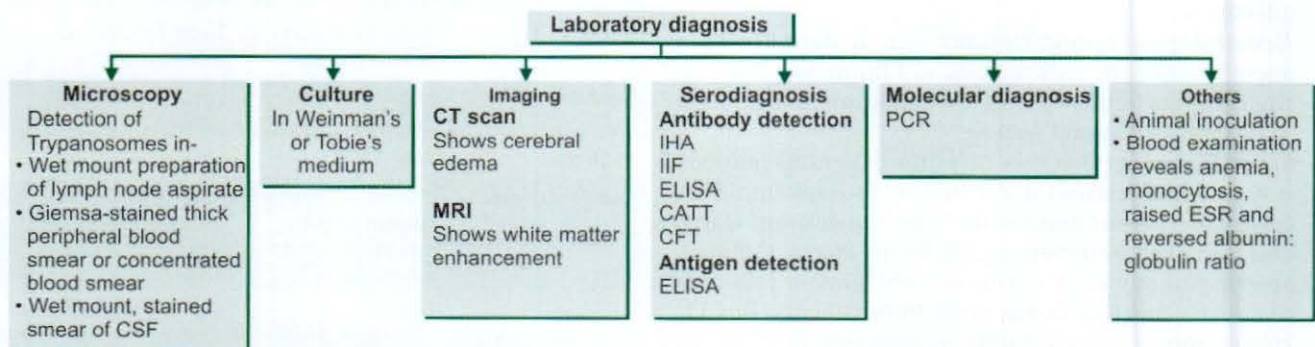 Laboratory diagnosis
Microscopy
Detection of
Trypanosomes in-
• Wet mount preparation
of lymph node aspirate
• Giemsa-stained thick
peripheral blood
smear or concentrated
blood smear
• Wet mount, stained
smear of CSF
Culture
In Weinman's
or Tobie's
medium
Imaging
CT scan
Shows cerebral
edema
MRI
Shows white matter
enhancement
Serodiagnosis
Antibody detection
IHA
IIF
ELISA
CATT
CFT
Antigen detection
ELISA
Molecular diagnosis
PCR
Others
• Animal inoculation
• Blood examination
reveals anemia,
monocytosis,
raised ESR and
reversed albumin:
globulin ratio